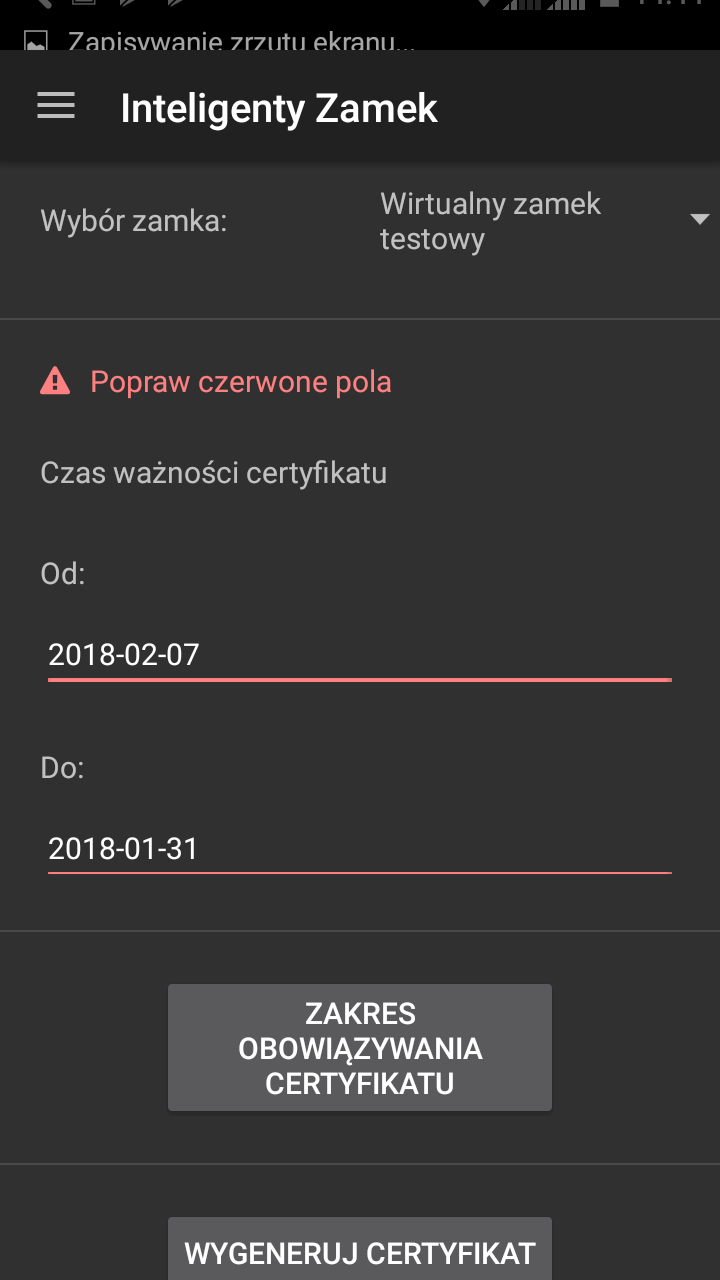 Zapisywanie zrzutu ekranu...
Inteligenty Zamek
Wybór zamka:
Wirtualny zamek
testowy
Popraw czerwone pola
Czas ważności certyfikatu
Od:
2018-02-07
Do:
2018-01-31
ZAKRES
OBOWIĄZYWANIA
CERTYFIKATU
WYGENERUJ CERTYFIKAT